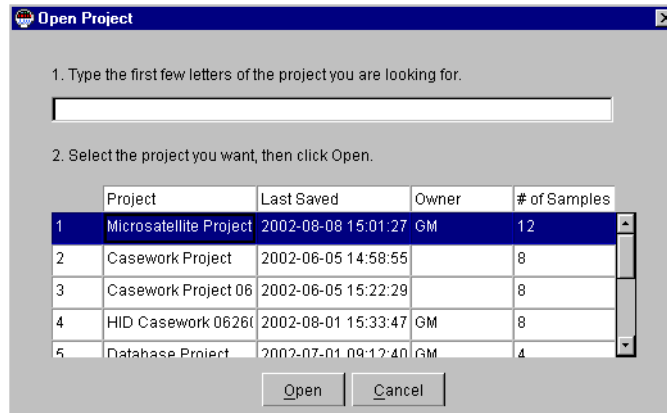 Open Project
1. Type the first few letters of the project you are looking for.
2. Select the project you want, then click Open.
Project Last Saved Owner # of Samples
1 Microsatellite Project 2002-08-08 15:01:27 GM 12
2 Casework Project 2002-06-05 14:58:55 8
3 Casework Project 06 2002-06-05 15:22:29 8
4 HID Casework 0626( 2002-08-01 15:33:47 GM 8
5 Database Project 2002-07-01 09:12:40 GM 4
Open Cancel